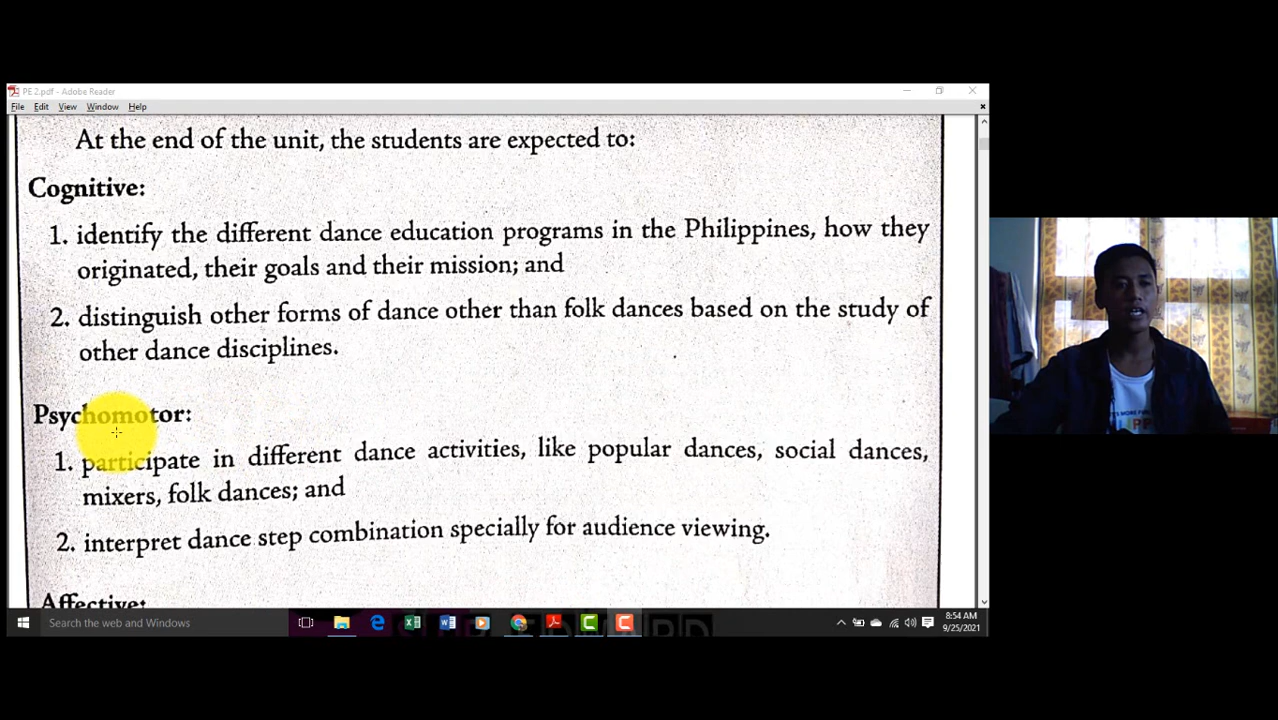 PE 2.pdf - Adobe Reader
File Edit View Window Help
At the end of the unit, the students are expected to:
Cognitive:
1. identify the different dance education programs in the Philippines, how they
originated, their goals and their mission; and
2. distinguish other forms of dance other than folk dances based on the study of
other dance disciplines.
Psychomotor:
1. participate in different dance activities, like popular dances, social dances,
mixers, folk dances; and
2. interpret dance step combination specially for audience viewing.
Affective:
Search the web and Windows
8:54 AM
9/25/2021